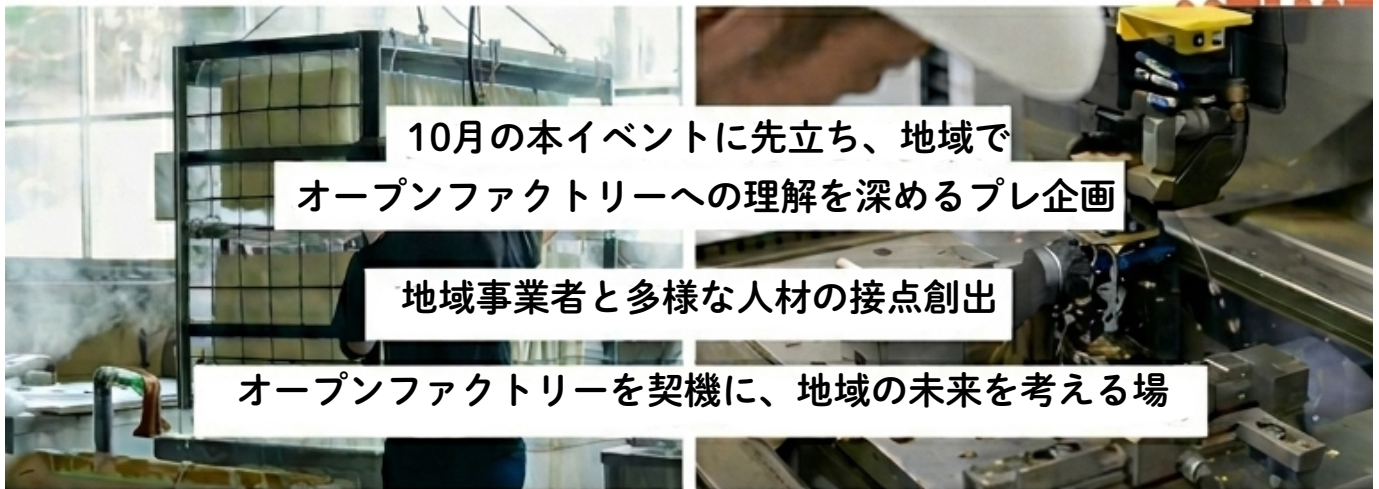 10月の本イベントに先立ち、地域で
オープンファクトリーへの理解を深めるプレ企画
地域事業者と多様な人材の接点創出
オープンファクトリーを契機に、地域の未来を考える場